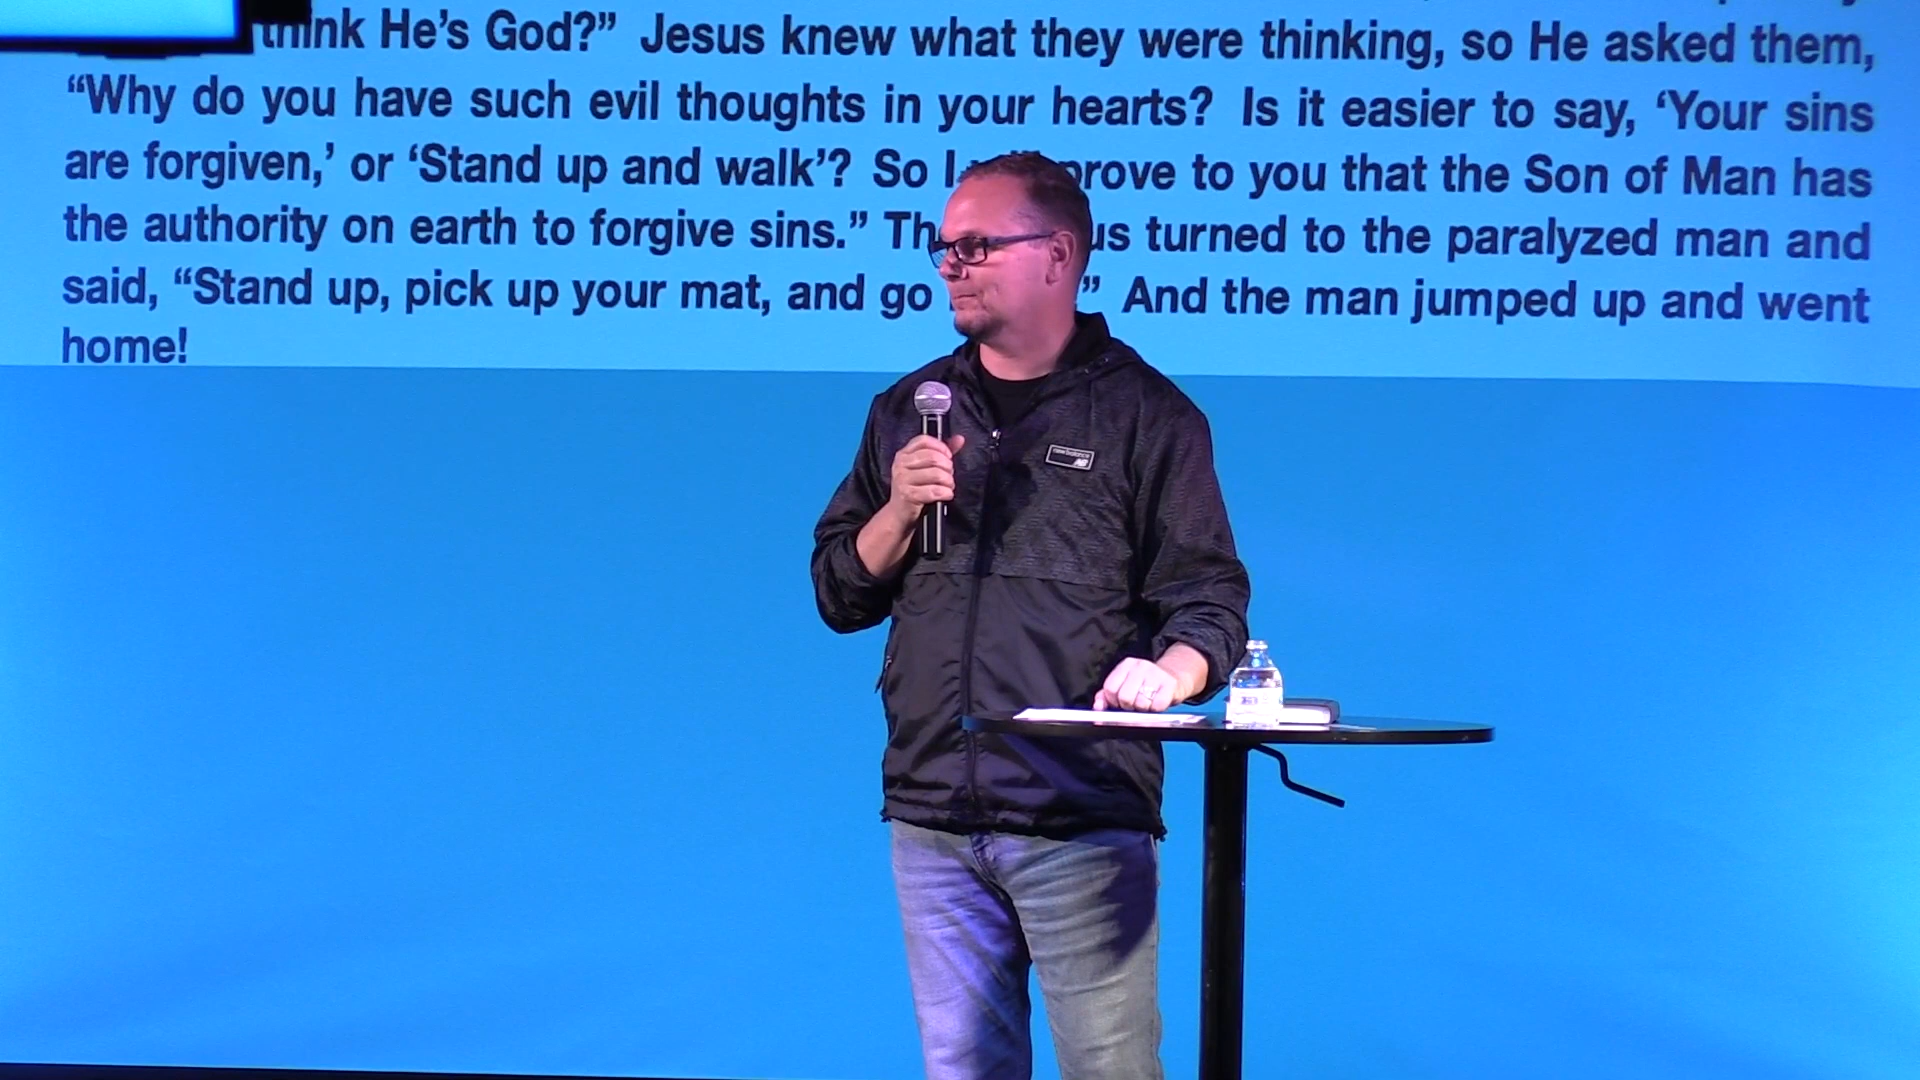 think He's God?” Jesus knew what they were thinking, so He asked them,
“Why do you have such evil thoughts in your hearts? Is it easier to say, ‘Your sins
are forgiven,’ or ‘Stand up and walk’? So I prove to you that the Son of Man has
the authority on earth to forgive sins.” Th us turned to the paralyzed man and
said, “Stand up, pick up your mat, and go ” And the man jumped up and went
home!
new balance
NB